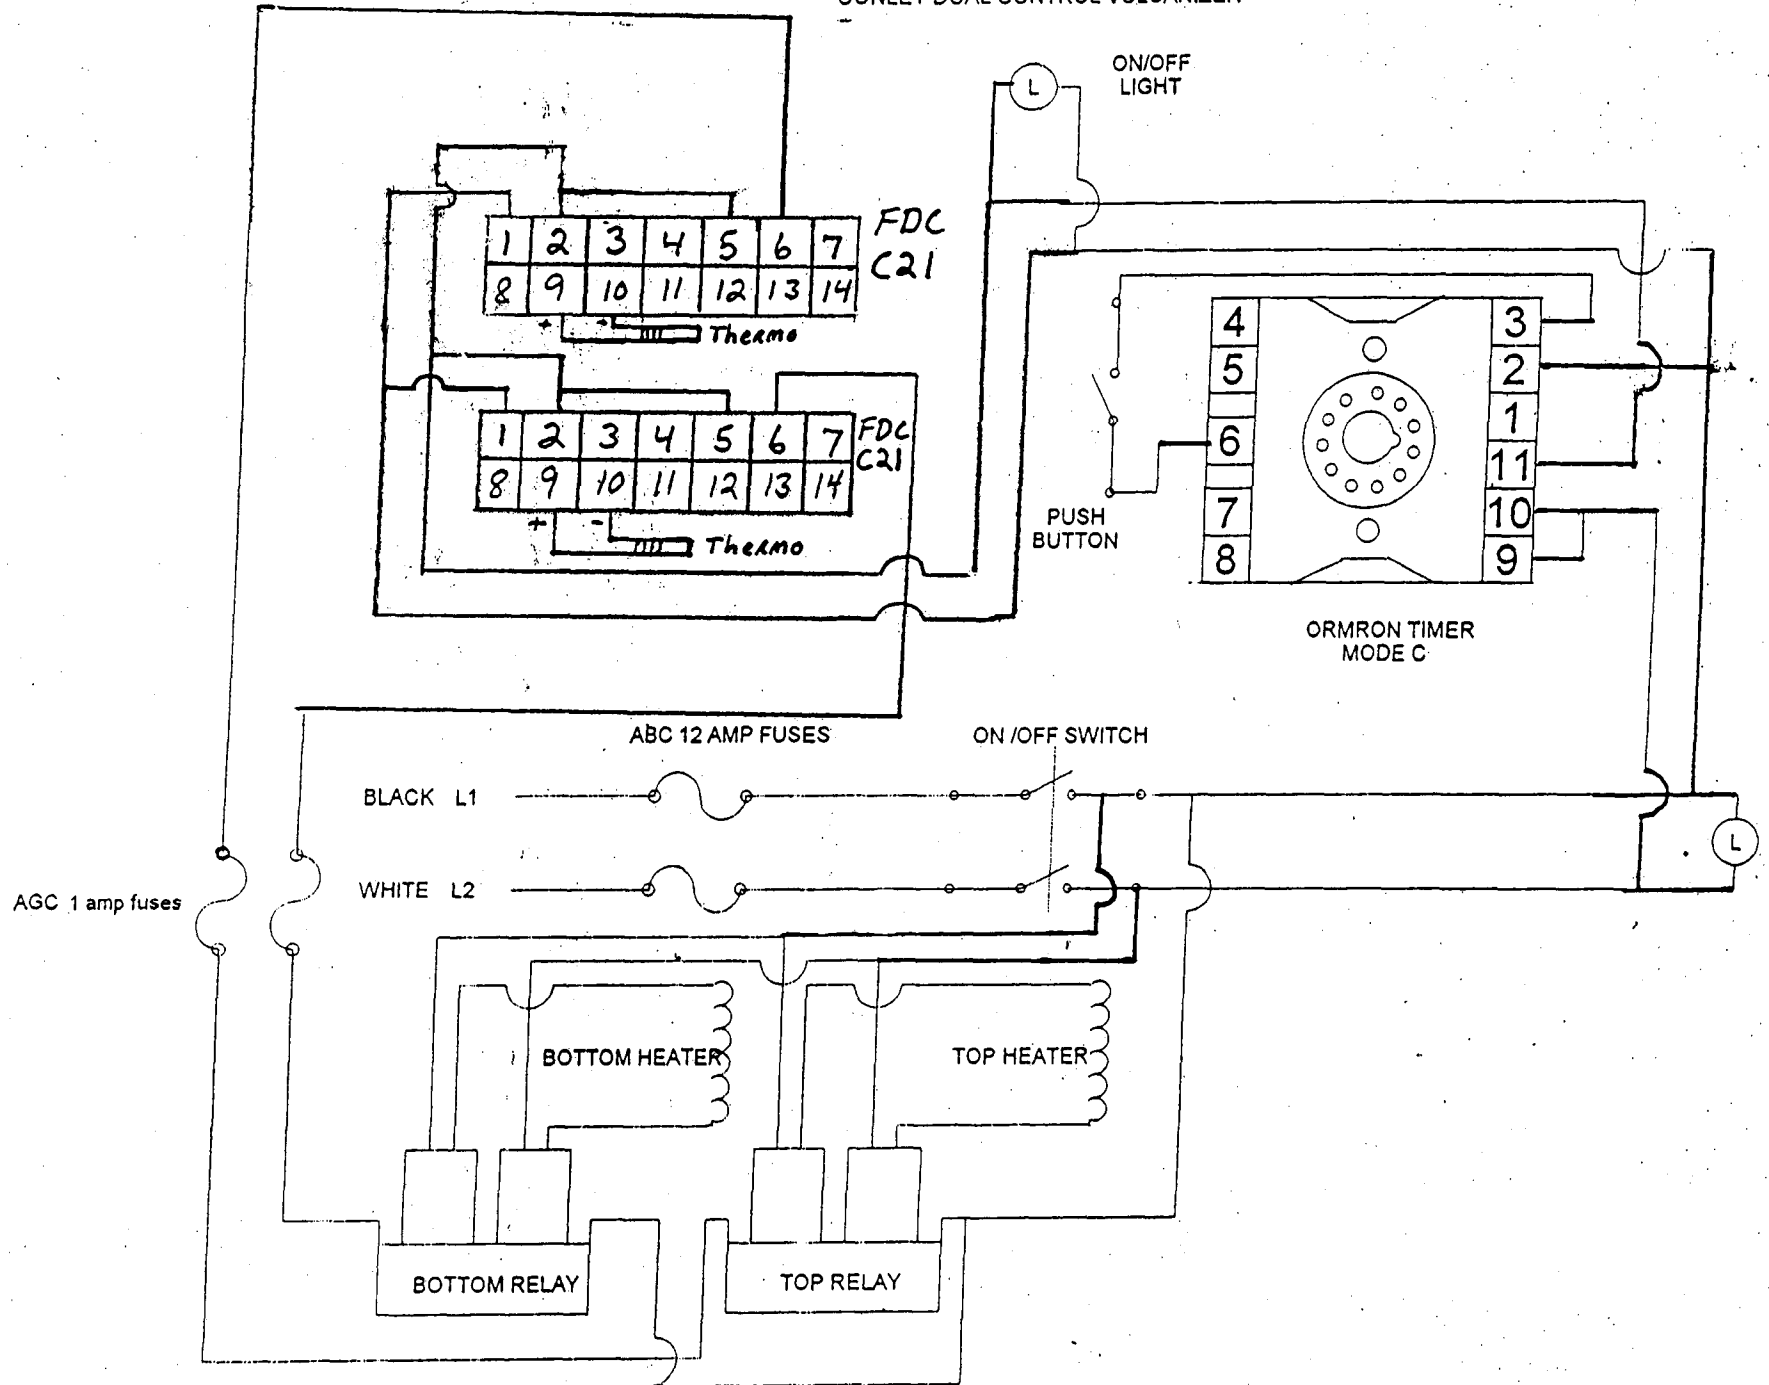 ON/OFF
LIGHT
L
1 2 3 4 5 6 7
8 9 10 11 12 13 14
FDC
C21
+ -
Thermo
1 2 3 4 5 6 7
8 9 10 11 12 13 14
FDC
C21
+ -
Thermo
4
5
6
7
8
3
2
1
11
10
9
PUSH
BUTTON
ORMRON TIMER
MODE C
ABC 12 AMP FUSES
ON /OFF SWITCH
BLACK L1
WHITE L2
L
AGC 1 amp fuses
BOTTOM HEATER
TOP HEATER
BOTTOM RELAY
TOP RELAY